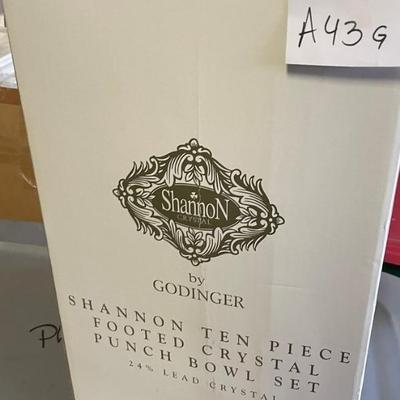 A43G
ShannoN
CRYSTAL
by
GODINGER
SHANNON TEN PIECE
FOOTED CRYSTAL
PUNCH BOWL SET
24% LEAD CRYSTAL